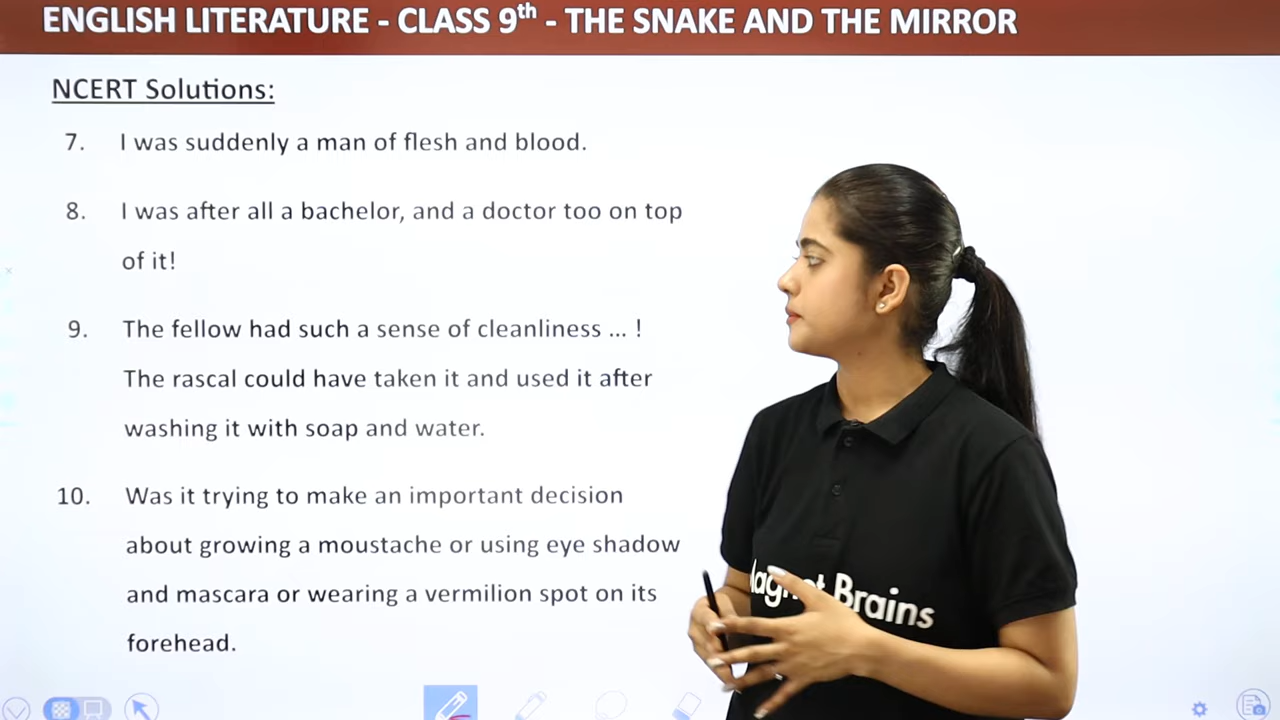 ENGLISH LITERATURE - CLASS 9th - THE SNAKE AND THE MIRROR
NCERT Solutions:
7. I was suddenly a man of flesh and blood.
8. I was after all a bachelor, and a doctor too on top
of it!
9. The fellow had such a sense of cleanliness ... !
The rascal could have taken it and used it after
washing it with soap and water.
10. Was it trying to make an important decision
about growing a moustache or using eye shadow
and mascara or wearing a vermilion spot on its
forehead.
Brains